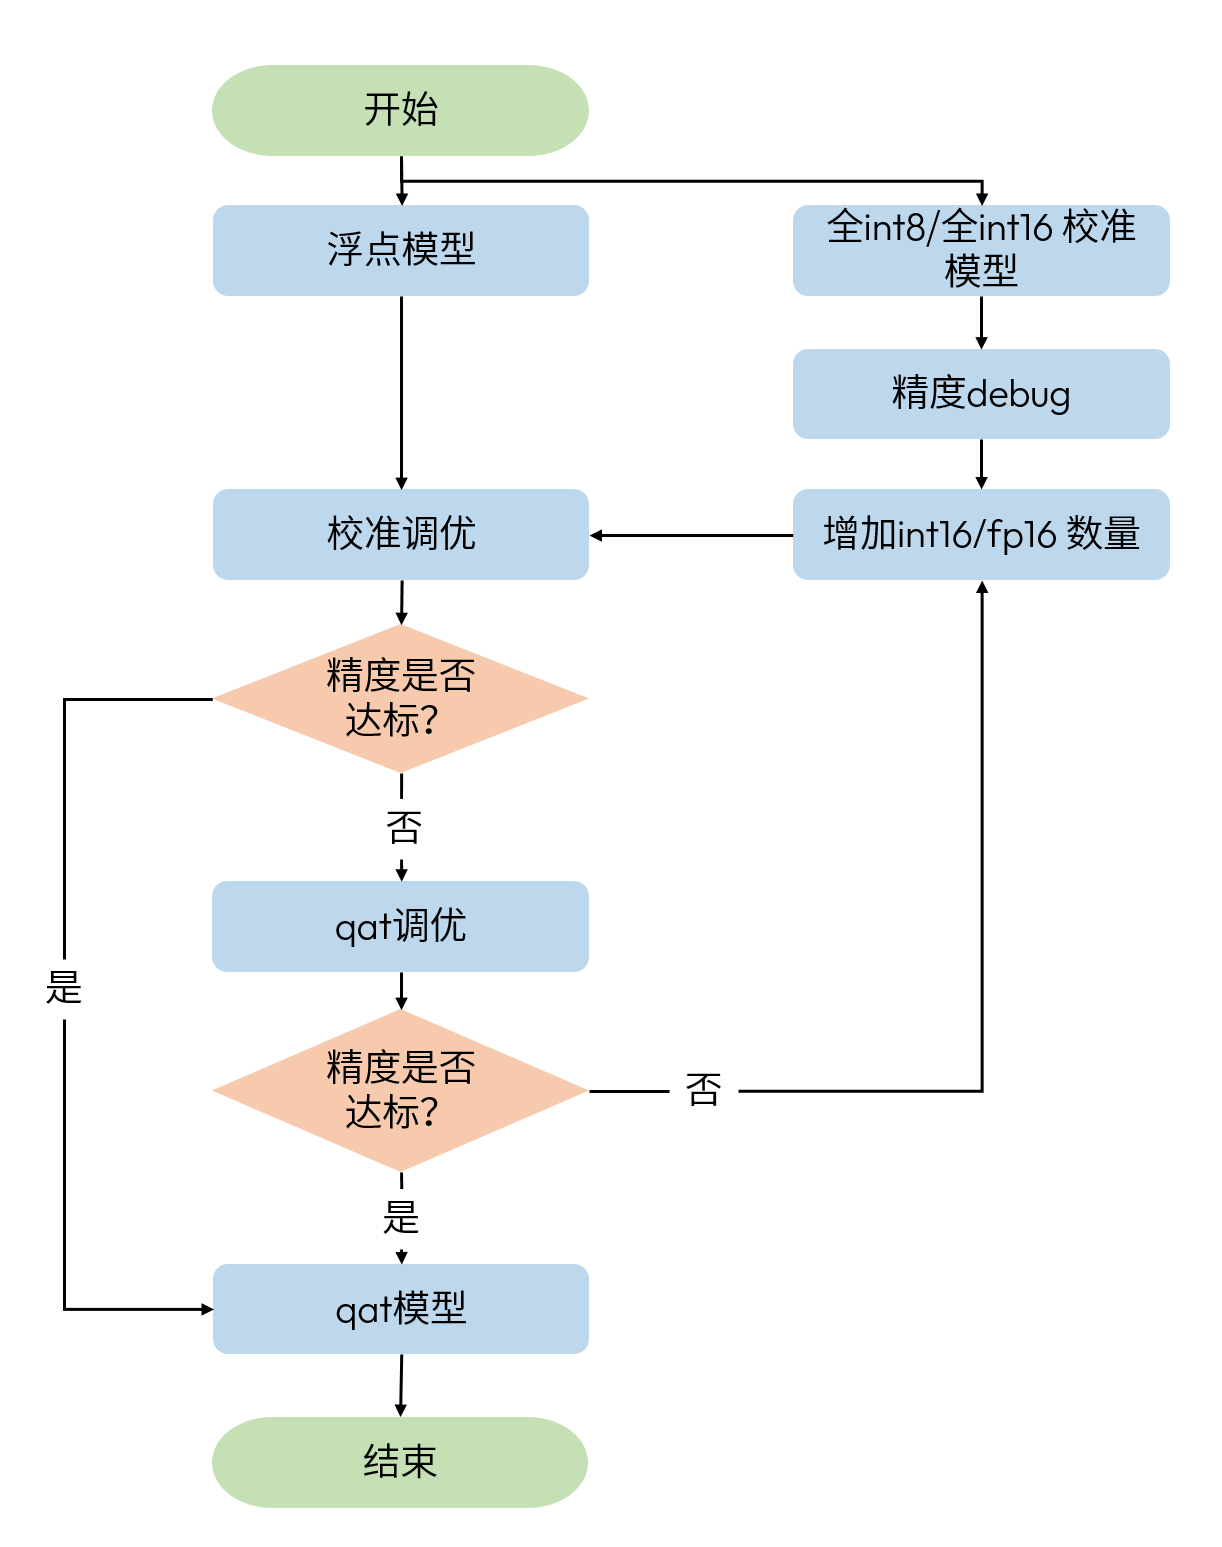 开始
浮点模型
全int8/全int16 校准
模型
精度debug
校准调优
增加int16/fp16 数量
精度是否
达标？
否
qat调优
是
精度是否
达标？
否
是
qat模型
结束